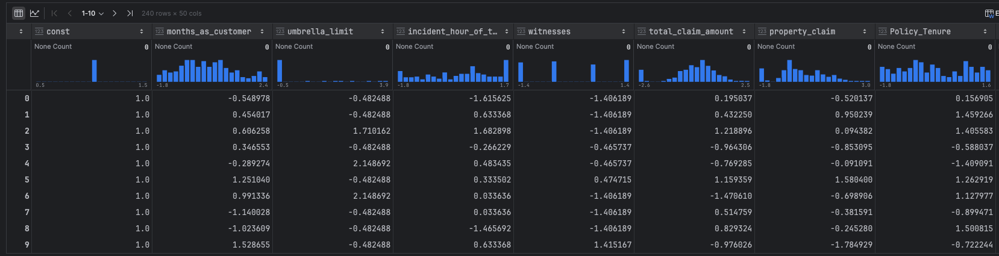 1-10 240 rows × 50 cols E
123 const 123 months_as_customer 123 umbrella_limit 123 incident_hour_of_t… 123 witnesses 123 total_claim_amount 123 property_claim 123 Policy_Tenure
None Count 0 None Count 0 None Count 0 None Count 0 None Count 0 None Count 0 None Count 0 None Count 0
0.5 1.5 -1.8 2.4 -0.5 3.9 -1.8 1.7 -1.4 1.4 -2.6 2.5 -1.8 3.0 -1.8 1.6
0 1.0 -0.548978 -0.482488 -1.615625 -1.406189 0.195037 -0.520137 0.156905
1 1.0 0.454017 -0.482488 0.633368 -1.406189 0.432250 0.950239 1.459266
2 1.0 0.606258 1.710162 1.682898 -1.406189 1.218896 0.094382 1.405583
3 1.0 0.346553 -0.482488 -0.266229 -0.465737 -0.964306 -0.853095 -0.588037
4 1.0 -0.289274 2.148692 0.483435 -0.465737 -0.769285 -0.091091 -1.409091
5 1.0 1.251040 -0.482488 0.333502 0.474715 1.159359 1.580400 1.262919
6 1.0 0.991336 2.148692 0.033636 -1.406189 -1.470610 -0.698906 1.127977
7 1.0 -1.140028 -0.482488 0.033636 -1.406189 0.514759 -0.381591 -0.899471
8 1.0 -1.023609 -0.482488 -1.465692 -1.406189 0.829324 -0.245280 1.500815
9 1.0 1.528655 -0.482488 0.633368 1.415167 -0.976026 -1.784929 -0.722244